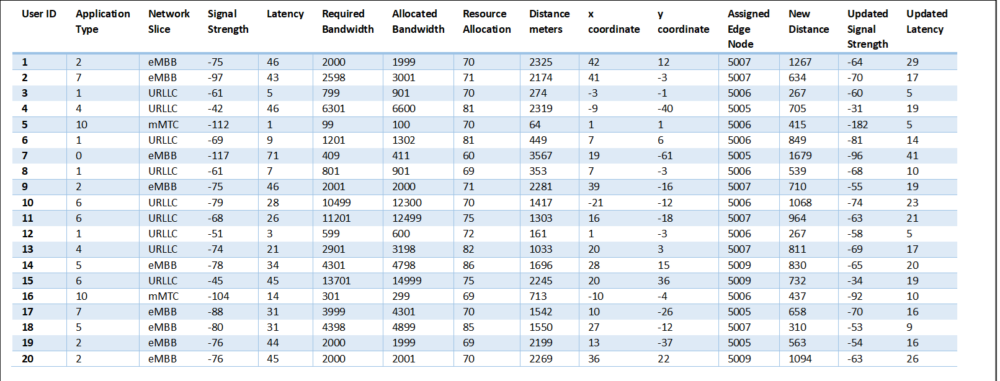 User ID Application Type Network Slice Signal Strength Latency Required Bandwidth Allocated Bandwidth Resource Allocation Distance meters x coordinate y coordinate Assigned Edge Node New Distance Updated Signal Strength Updated Latency
1 2 eMBB -75 46 2000 1999 70 2325 42 12 5007 1267 -64 29
2 7 eMBB -97 43 2598 3001 71 2174 41 -3 5007 634 -70 17
3 1 URLLC -61 5 799 901 70 274 -3 -1 5006 267 -60 5
4 4 URLLC -42 46 6301 6600 81 2319 -9 -40 5005 705 -31 19
5 10 mMTC -112 1 99 100 70 64 1 1 5006 415 -182 5
6 1 URLLC -69 9 1201 1302 81 449 7 6 5006 849 -81 14
7 0 eMBB -117 71 409 411 60 3567 19 -61 5005 1679 -96 41
8 1 URLLC -61 7 801 901 69 353 7 -3 5006 539 -68 10
9 2 eMBB -75 46 2001 2000 71 2281 39 -16 5007 710 -55 19
10 6 URLLC -79 28 10499 12300 70 1417 -21 -12 5006 1068 -74 23
11 6 URLLC -68 26 11201 12499 75 1303 16 -18 5007 964 -63 21
12 1 URLLC -51 3 599 600 72 161 1 -3 5006 267 -58 5
13 4 URLLC -74 21 2901 3198 82 1033 20 3 5007 811 -69 17
14 5 eMBB -78 34 4301 4798 86 1696 28 15 5009 830 -65 20
15 6 URLLC -45 45 13701 14999 75 2245 20 36 5009 732 -34 19
16 10 mMTC -104 14 301 299 69 713 -10 -4 5006 437 -92 10
17 7 eMBB -88 31 3999 4301 70 1542 10 -26 5005 658 -70 16
18 5 eMBB -80 31 4398 4899 85 1550 27 -12 5007 310 -53 9
19 2 eMBB -76 44 2000 1999 69 2199 13 -37 5005 563 -54 16
20 2 eMBB -76 45 2000 2001 70 2269 36 22 5009 1094 -63 26